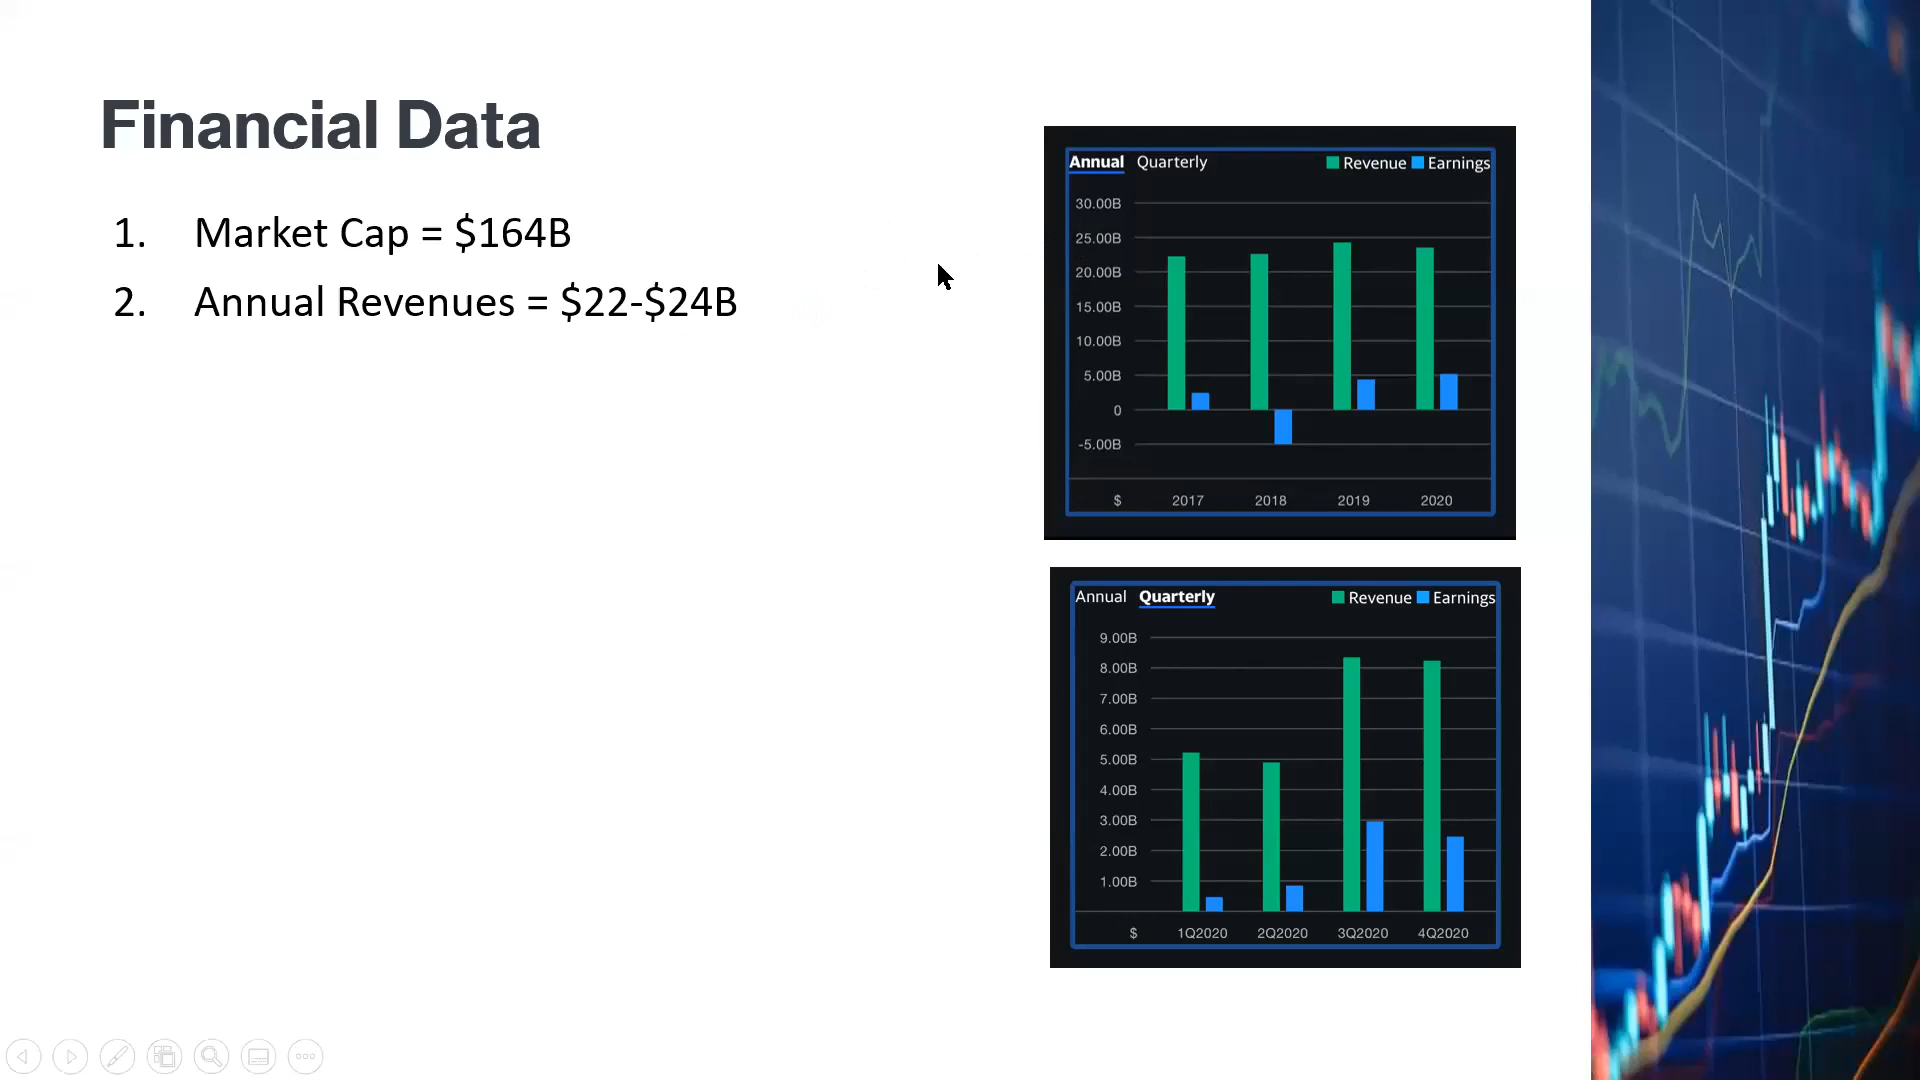 Financial Data
1. Market Cap = $164B
2. Annual Revenues = $22-$24B
Annual Quarterly Revenue Earnings
30.00B
25.00B
20.00B
15.00B
10.00B
5.00B
0
-5.00B
$ 2017 2018 2019 2020
Annual Quarterly Revenue Earnings
9.00B
8.00B
7.00B
6.00B
5.00B
4.00B
3.00B
2.00B
1.00B
$ 1Q2020 2Q2020 3Q2020 4Q2020